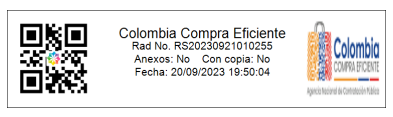 Colombia Compra Eficiente
Rad No. RS20230921010255
Anexos: No Con copia: No
Fecha: 20/09/2023 19:50:04
Colombia
COMPRA EFICIENTE
Agencia Nacional de Contratación Pública